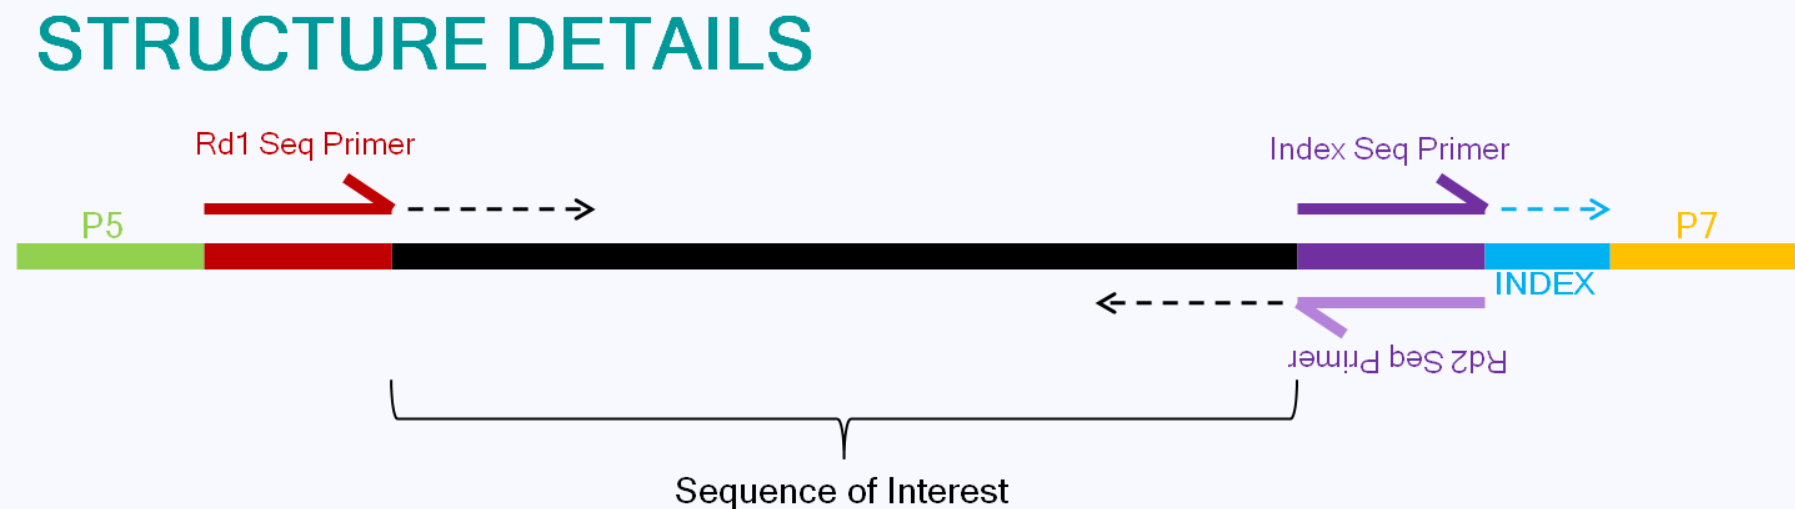 STRUCTURE DETAILS
Rd1 Seq Primer
Index Seq Primer
P5
P7
INDEX
Rd2 Seq Primer
Sequence of Interest